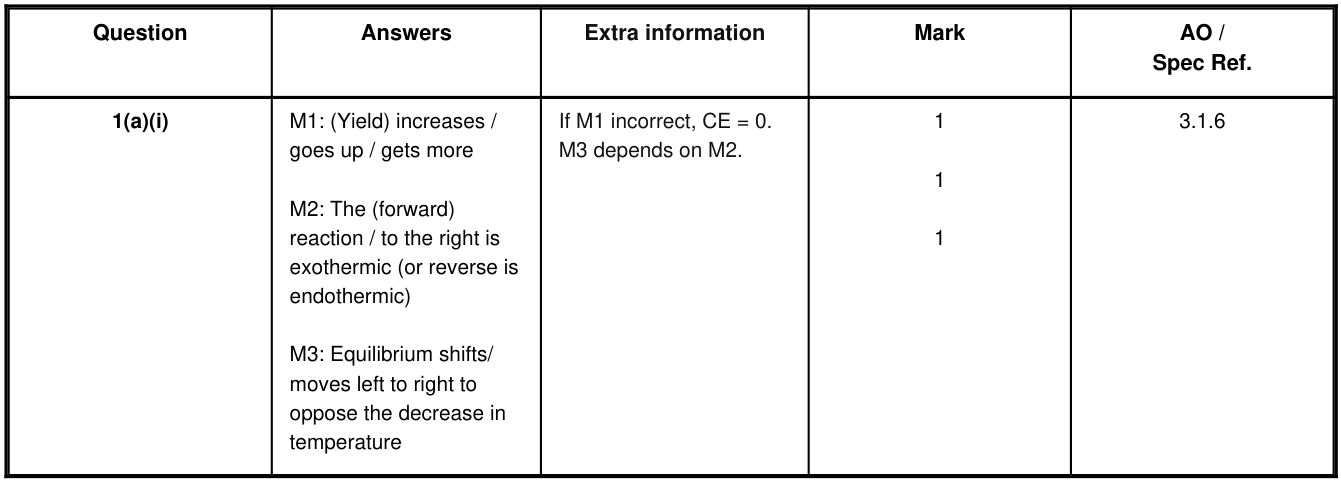 Question Answers Extra information Mark AO /
Spec Ref.
1(a)(i)
M1: (Yield) increases /
goes up / gets more
M2: The (forward)
reaction / to the right is
exothermic (or reverse is
endothermic)
M3: Equilibrium shifts/
moves left to right to
oppose the decrease in
temperature
If M1 incorrect, CE = 0.
M3 depends on M2.
1
1
1
3.1.6